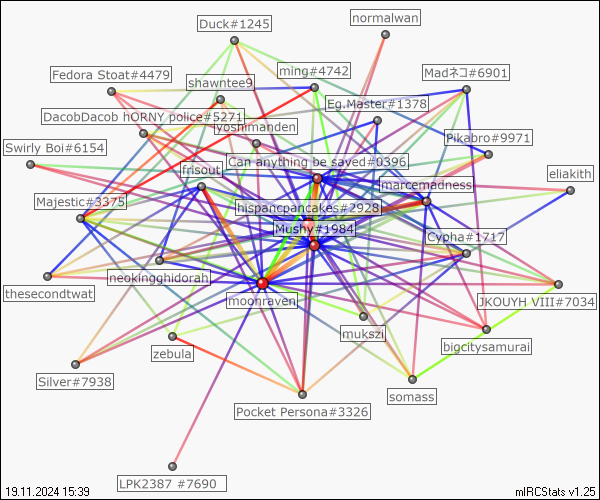 Duck#1245
normalwan
Fedora Stoat#4479
shawntee9
ming#4742
Madネコ#6901
Eg.Master#1378
DacobDacob hORNY police#5271
yoshimanden
Pikabro#9971
Swirly Boi#6154
Can anything be saved#0396
frisout
marcemadness
eliakith
Majestic#3375
hispancpancakes#2928
Mushy#1984
Cypha#1717
neokingghidorah
thesecondtwat
moonraven
JKOUYH VIII#7034
mukszi
bigcitysamurai
zebula
Silver#7938
somass
Pocket Persona#3326
LPK2387 #7690
19.11.2024 15:39
mIRCStats v1.25